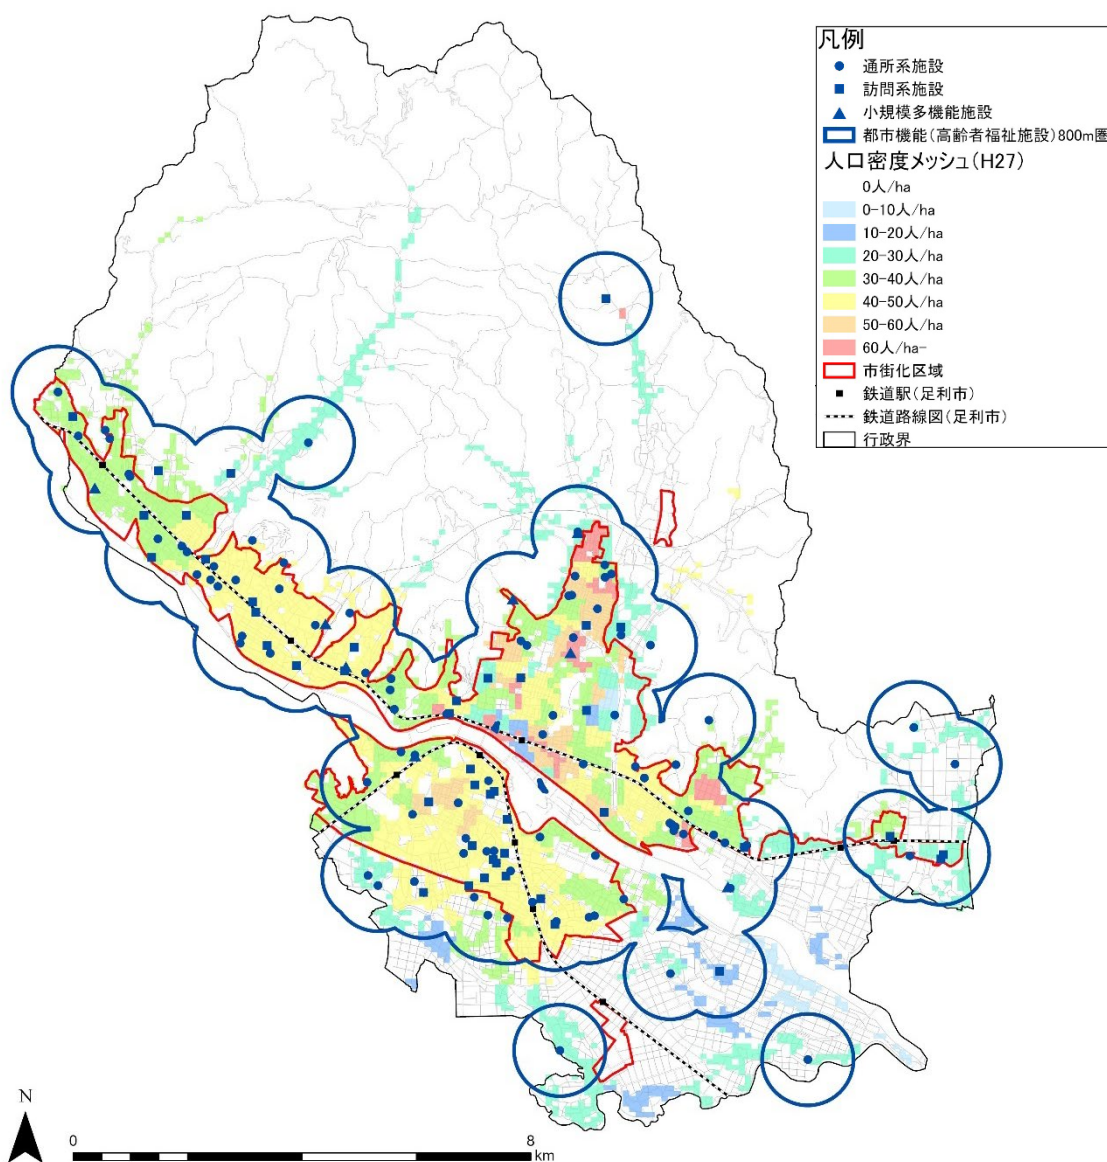 凡例
通所系施設
訪問系施設
小規模多機能施設
都市機能(高齢者福祉施設)800m圏
人口密度メッシュ(H27)
0人/ha
0-10人/ha
10-20人/ha
20-30人/ha
30-40人/ha
40-50人/ha
50-60人/ha
60人/ha-
市街化区域
鉄道駅(足利市)
鉄道路線図(足利市)
行政界
N
0
8
km